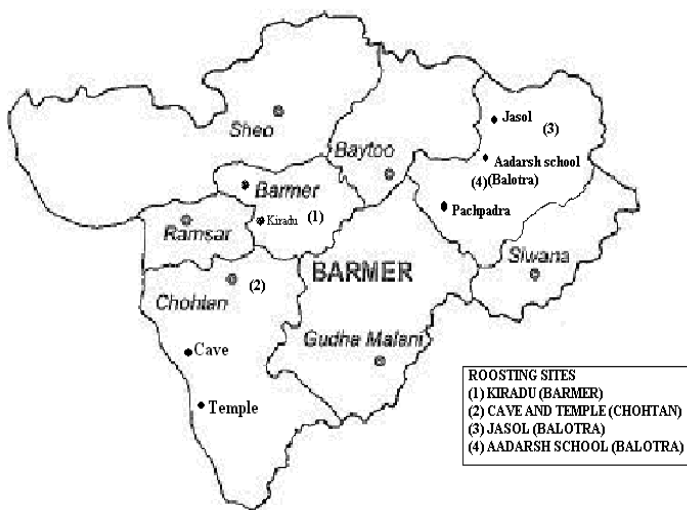 Jasol
(3)
Sheo
Baytoo
Aadarsh school
(4) (Balotra)
Barmer
Pachpadra
Kiradu
(1)
Ramsar
Siwana
BARMER
(2)
Chohtan
Gudha Malani
Cave
Temple
ROOSTING SITES
(1) KIRADU (BARMER)
(2) CAVE AND TEMPLE (CHOHTAN)
(3) JASOL (BALOTRA)
(4) AADARSH SCHOOL (BALOTRA)